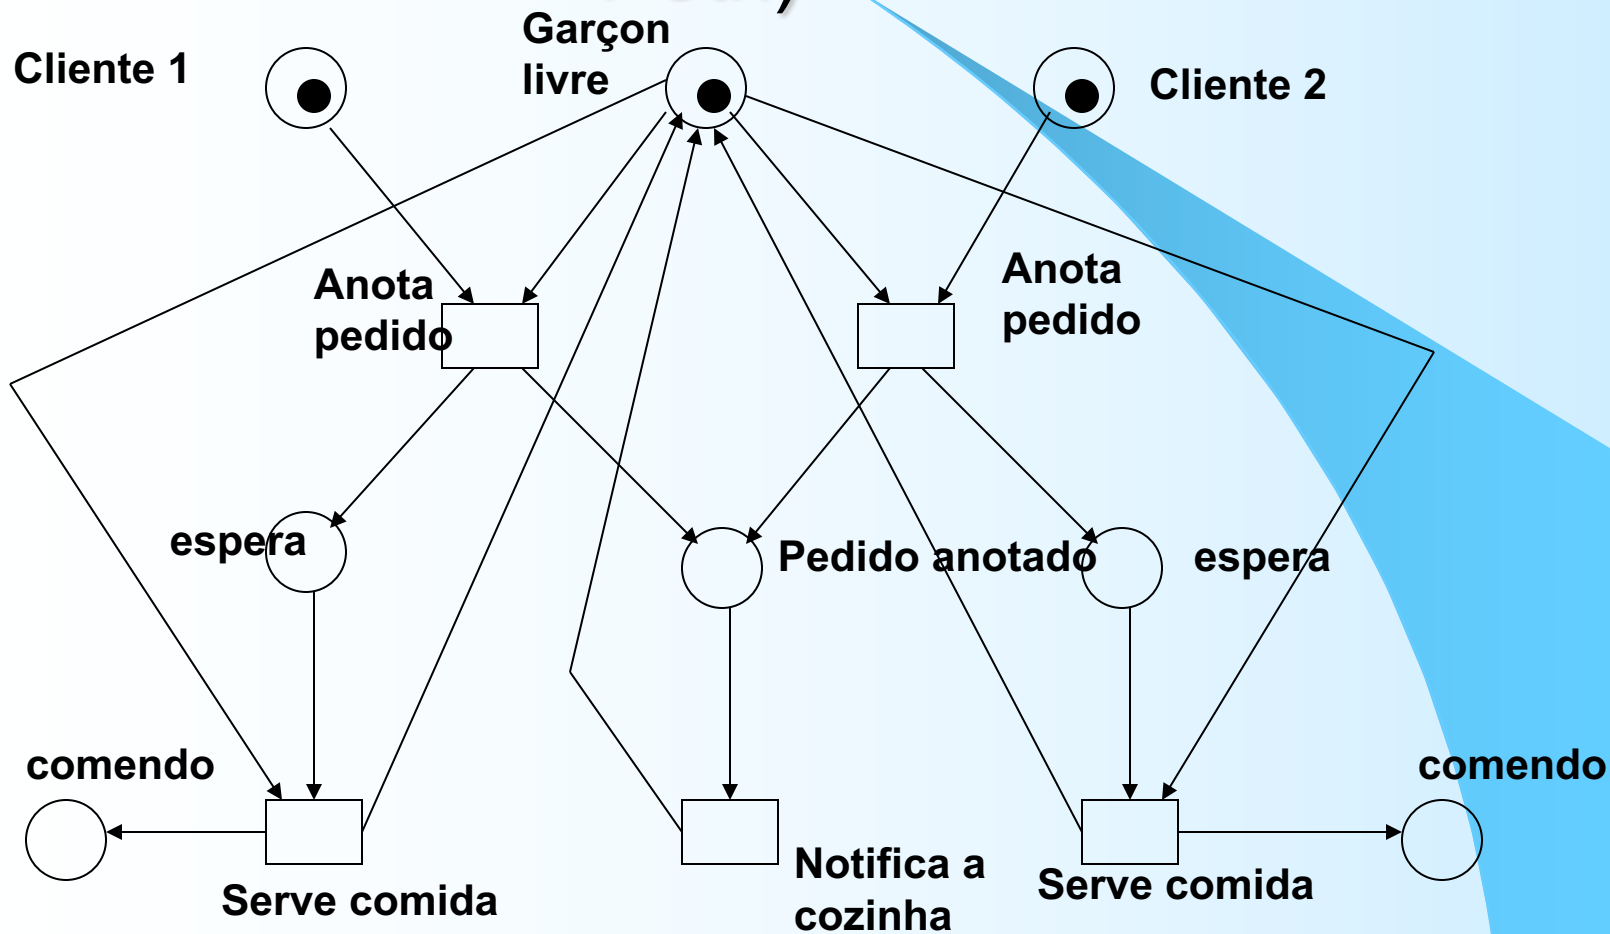 Garçon
livre
Cliente 1
Cliente 2
Anota
pedido
Anota
pedido
espera
Pedido anotado
espera
comendo
comendo
Serve comida
Notifica a
cozinha
Serve comida